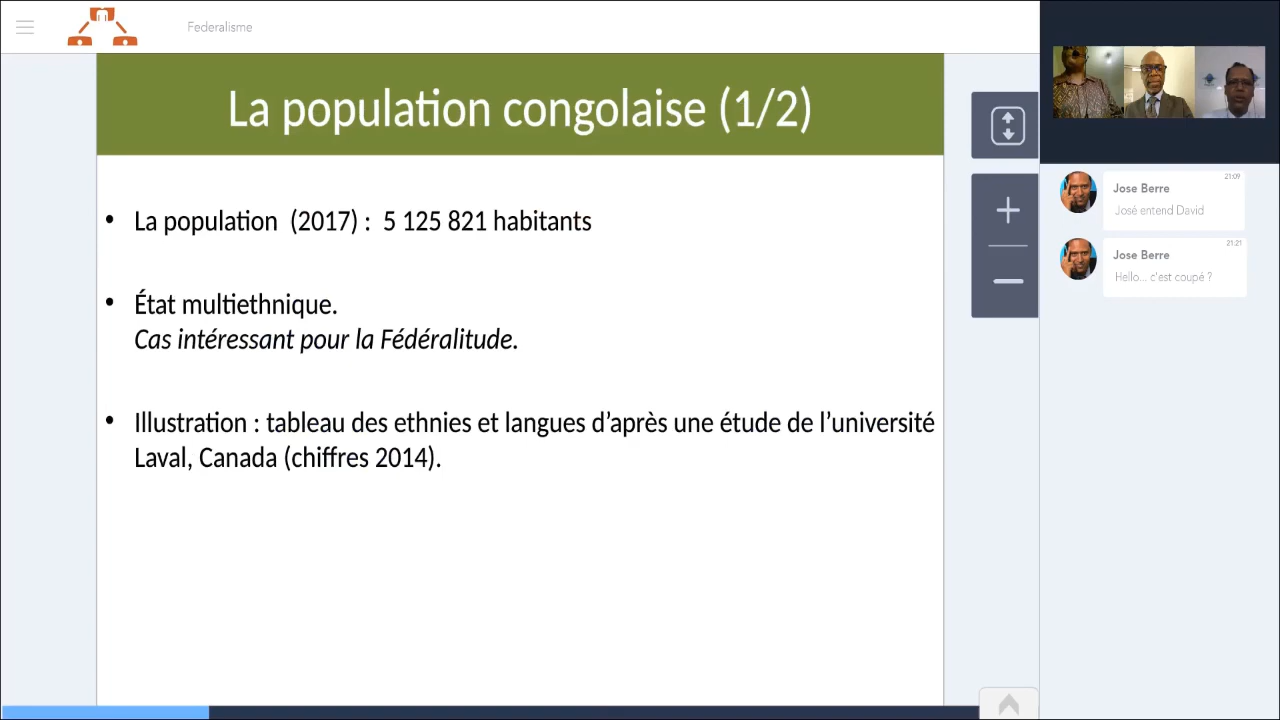 Federalisme
La population congolaise (1/2)
• La population (2017) : 5 125 821 habitants
• État multiethnique.
Cas intéressant pour la Fédéralitude.
• Illustration : tableau des ethnies et langues d’après une étude de l’université
Laval, Canada (chiffres 2014).
21:09
Jose Berre
José entend David
21:21
Jose Berre
Hello... c'est coupé ?